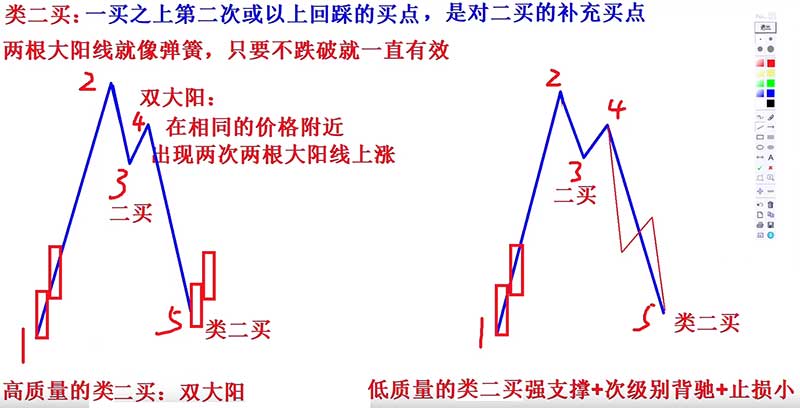 类二买：一买之上第二次或以上回踩的买点，是对二买的补充买点
两根大阳线就像弹簧，只要不跌破就一直有效
2
双大阳：
4
在相同的价格附近
出现两次两根大阳线上涨
3
二买
1
5
类二买
高质量的类二买：双大阳
2
4
3
二买
1
5
类二买
低质量的类二买强支撑+次级别背驰+止损小
退出
A